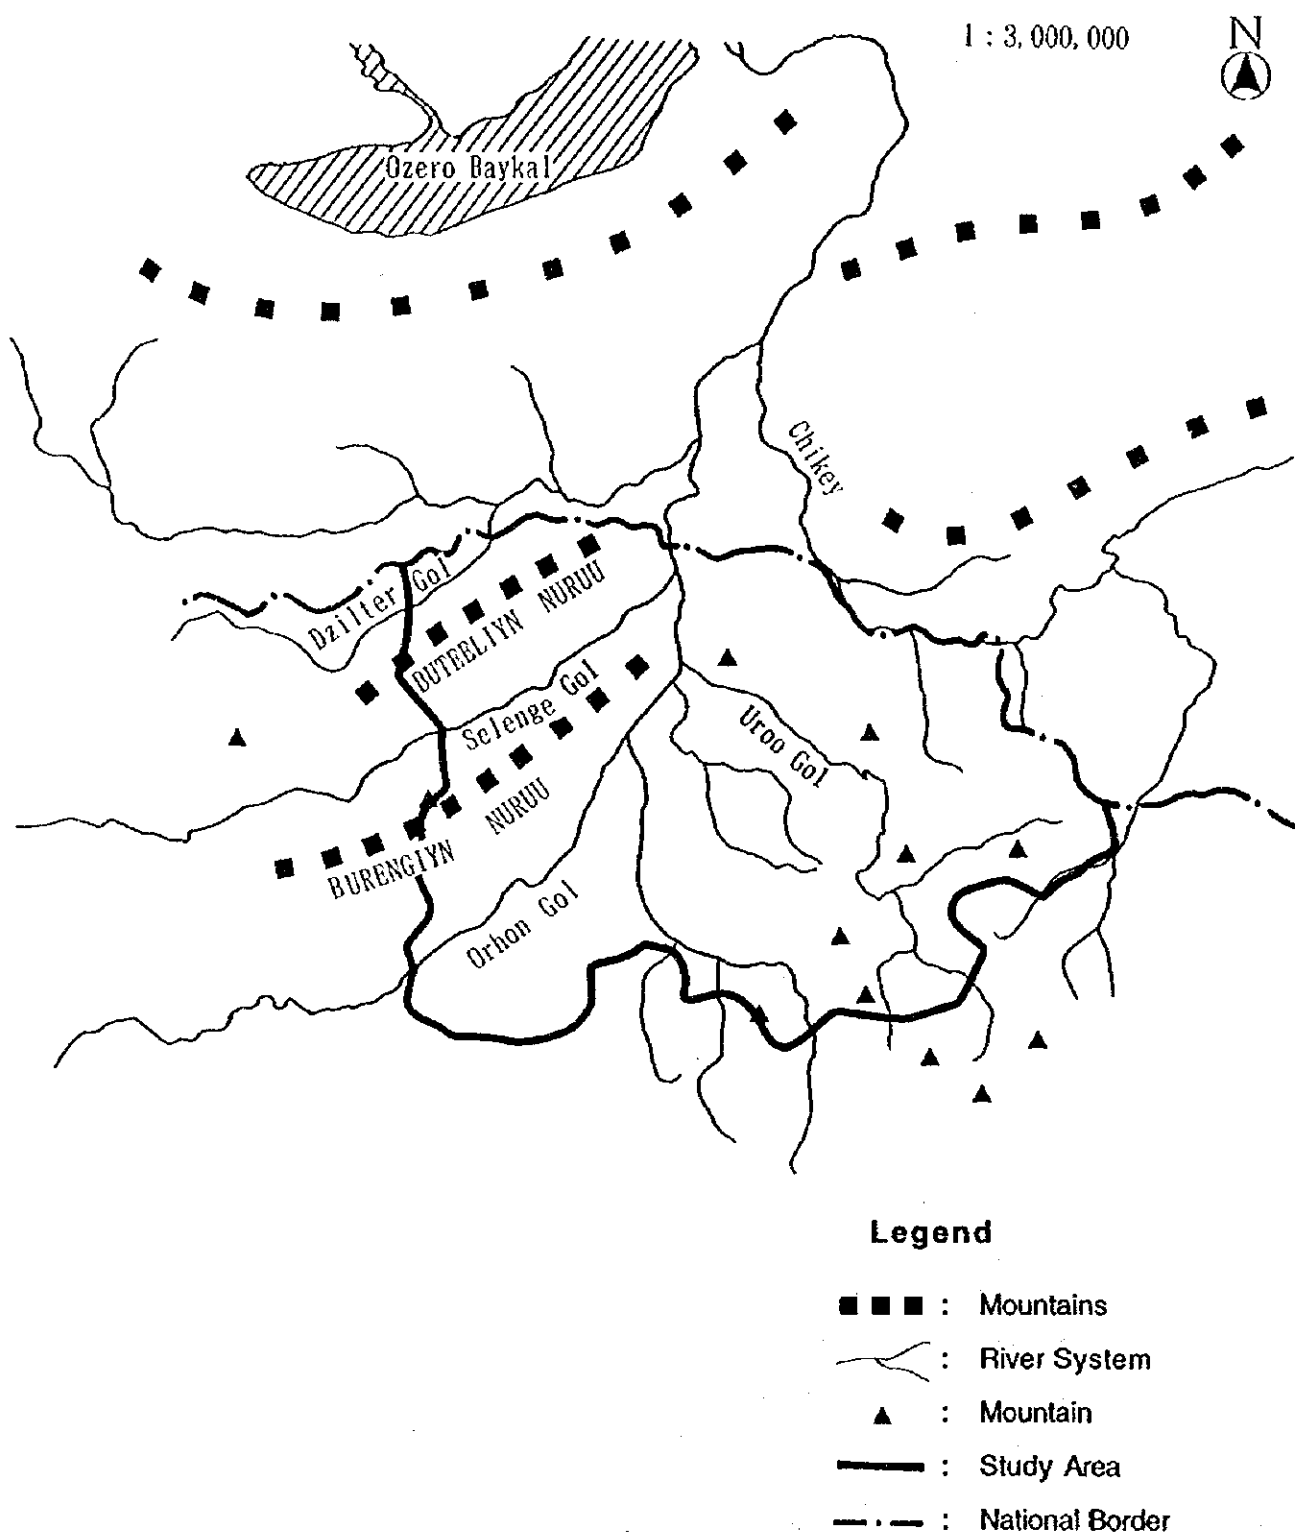 1 : 3,000,000
N
Ozero Baykal
Chikey
Dzilter Gol
BUTEELIYN NURUU
Selenge Gol
Uroo Gol
BURENGIYN NURUU
Orhon Gol
Legend
: Mountains
: River System
: Mountain
: Study Area
: National Border